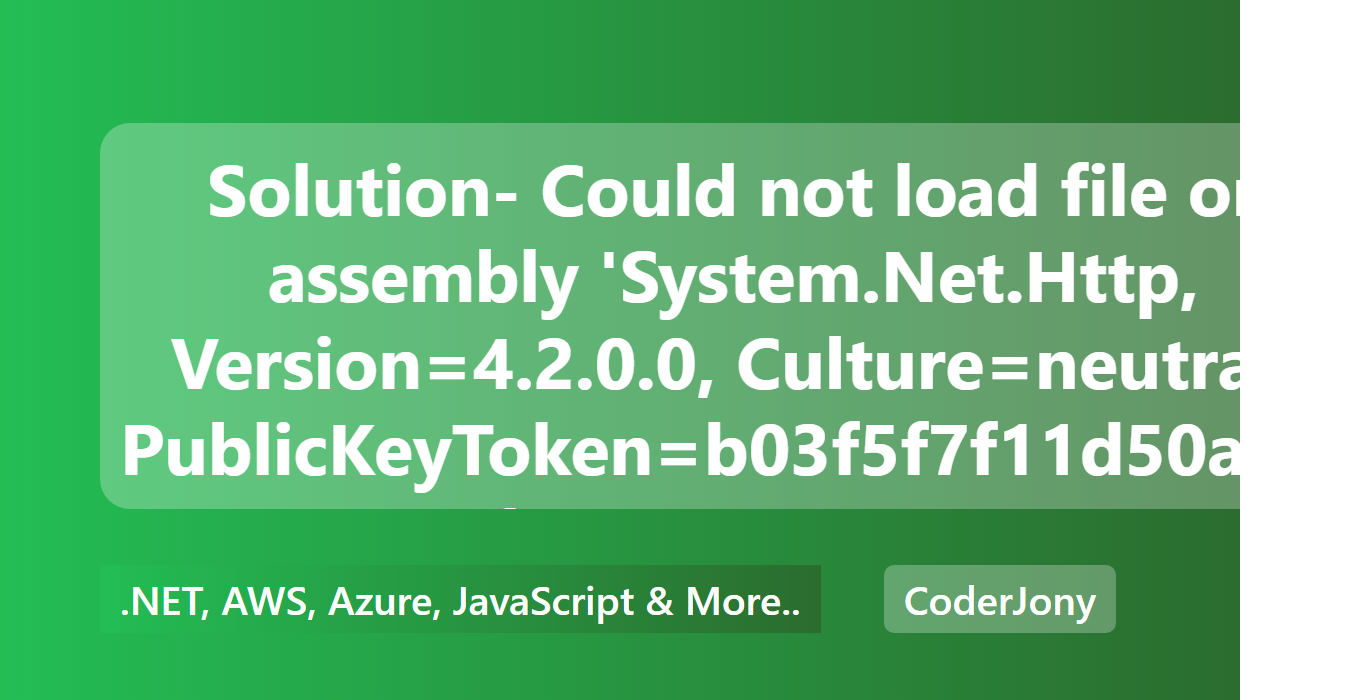 Solution- Could not load file or
assembly 'System.Net.Http,
Version=4.2.0.0, Culture=neutra
PublicKeyToken=b03f5f7f11d50a
.NET, AWS, Azure, JavaScript & More..
CoderJony